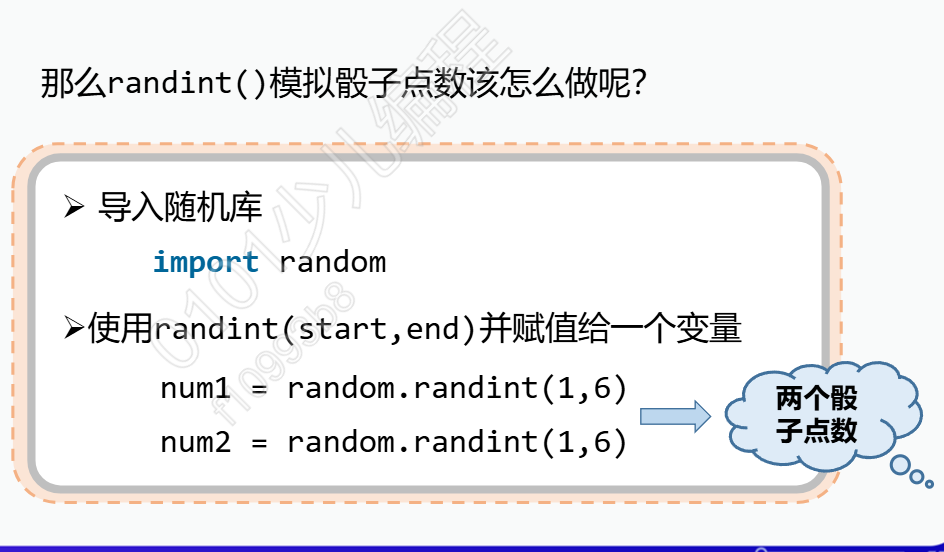 那么randint()模拟骰子点数该怎么做呢?
导入随机库
import random
使用randint(start,end)并赋值给一个变量
num1 = random.randint(1,6)
num2 = random.randint(1,6)
两个骰
子点数
0101少儿编程
f1099b8